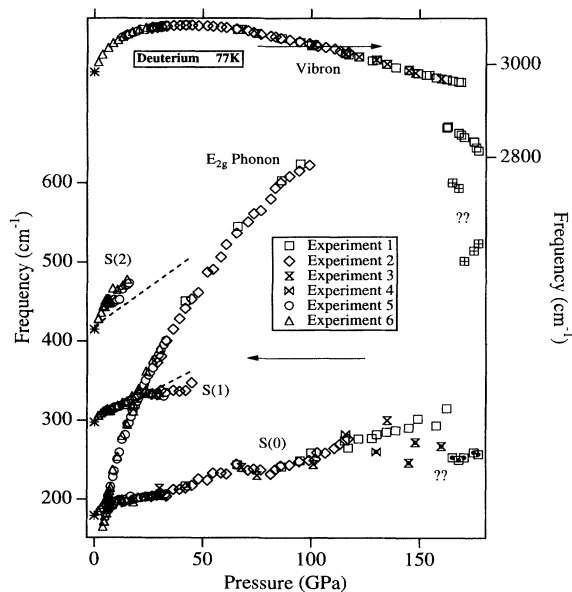 Deuterium 77K
Vibron
3000
2800
E2g Phonon
600
500
400
300
200
??
Experiment 1
Experiment 2
Experiment 3
Experiment 4
Experiment 5
Experiment 6
S(2)
S(1)
S(0)
??
Frequency (cm-1)
Frequency (cm-1)
0
50
100
150
Pressure (GPa)